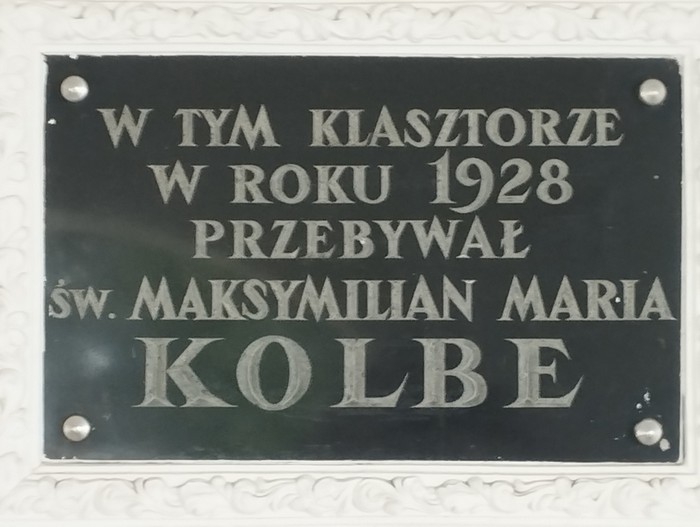 W TYM KLASZTORZE
W ROKU 1928
PRZEBYWAŁ
ŚW. MAKSYMILIAN MARIA
KOLBE